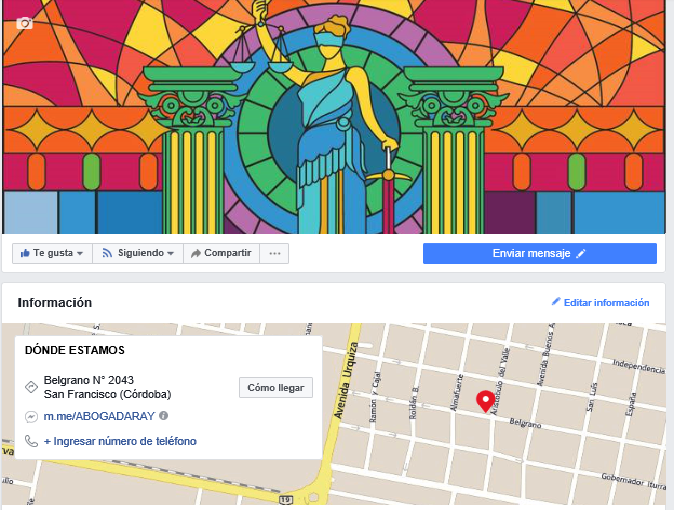 Te gusta
Siguiendo
Compartir
Enviar mensaje
Información
Editar información
DÓNDE ESTAMOS
Belgrano N° 2043
San Francisco (Córdoba)
Cómo llegar
m.me/ABOGADARAY
+ Ingresar número de teléfono
Avenida Urquiza
Ramón y Cajal
Roldán B.
Almafuerte
Aristóbulo del Valle
Avenida Buenos A
Independencia
San Luis
España
Belgrano
Gobernador Iturra
19